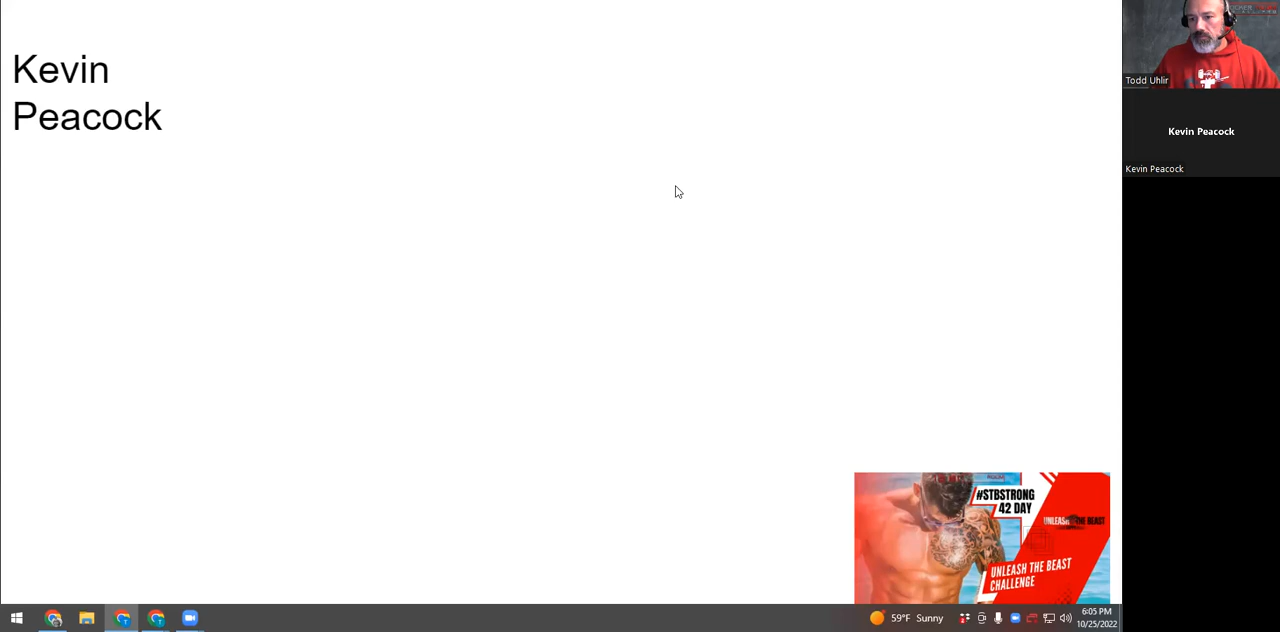 Kevin
Peacock
Todd Uhlir
Kevin Peacock
Kevin Peacock
#STBSTRONG
42 DAY
UNLEASH THE BEAST
UNLEASH THE BEAST
CHALLENGE
59°F Sunny
6:05 PM
10/25/2022